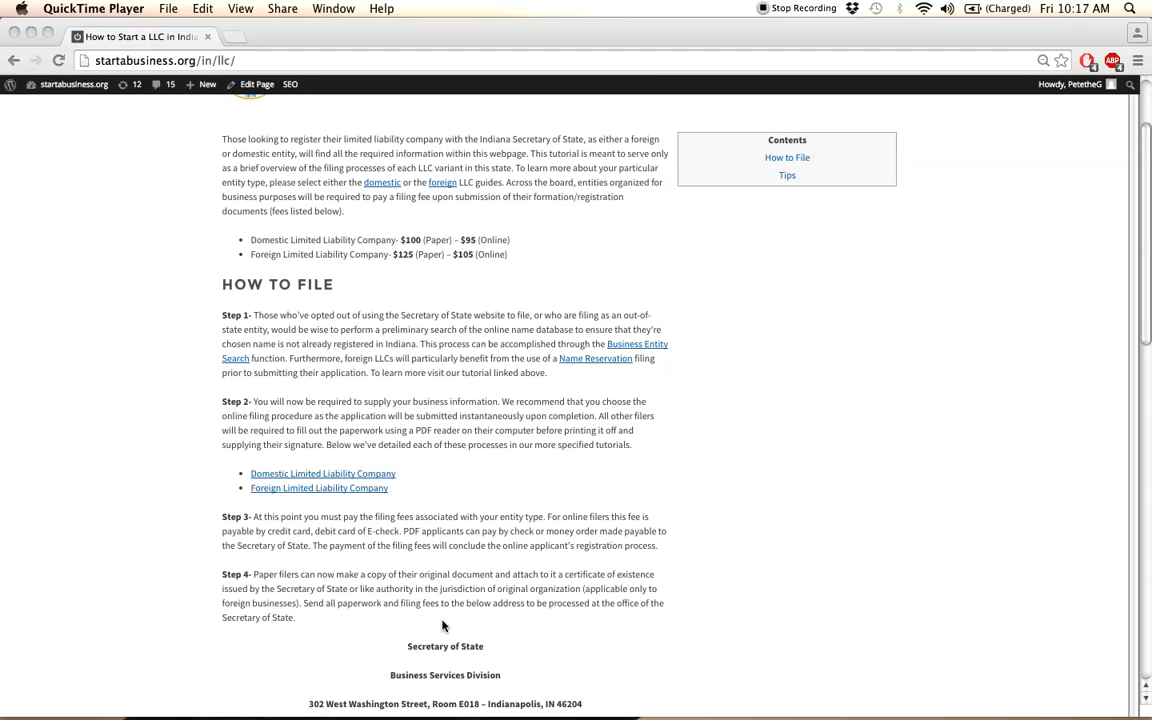 QuickTime Player File Edit View Share Window Help Stop Recording (Charged) Fri 10:17 AM
How to Start a LLC in India
startabusiness.org/in/llc/
startabusiness.org 12 15 New Edit Page SEO Howdy, PetetheG
Those looking to register their limited liability company with the Indiana Secretary of State, as either a foreign
or domestic entity, will find all the required information within this webpage. This tutorial is meant to serve only
as a brief overview of the filing processes of each LLC variant in this state. To learn more about your particular
entity type, please select either the domestic or the foreign LLC guides. Across the board, entities organized for
business purposes will be required to pay a filing fee upon submission of their formation/registration
documents (fees listed below).
Contents
How to File
Tips
• Domestic Limited Liability Company- $100 (Paper) – $95 (Online)
• Foreign Limited Liability Company- $125 (Paper) – $105 (Online)
HOW TO FILE
Step 1- Those who've opted out of using the Secretary of State website to file, or who are filing as an out-of-
state entity, would be wise to perform a preliminary search of the online name database to ensure that they're
chosen name is not already registered in Indiana. This process can be accomplished through the Business Entity
Search function. Furthermore, foreign LLCs will particularly benefit from the use of a Name Reservation filing
prior to submitting their application. To learn more visit our tutorial linked above.
Step 2- You will now be required to supply your business information. We recommend that you choose the
online filing procedure as the application will be submitted instantaneously upon completion. All other filers
will be required to fill out the paperwork using a PDF reader on their computer before printing it off and
supplying their signature. Below we've detailed each of these processes in our more specified tutorials.
• Domestic Limited Liability Company
• Foreign Limited Liability Company
Step 3- At this point you must pay the filing fees associated with your entity type. For online filers this fee is
payable by credit card, debit card of E-check. PDF applicants can pay by check or money order made payable to
the Secretary of State. The payment of the filing fees will conclude the online applicant's registration process.
Step 4- Paper filers can now make a copy of their original document and attach to it a certificate of existence
issued by the Secretary of State or like authority in the jurisdiction of original organization (applicable only to
foreign businesses). Send all paperwork and filing fees to the below address to be processed at the office of the
Secretary of State.
Secretary of State
Business Services Division
302 West Washington Street, Room E018 – Indianapolis, IN 46204